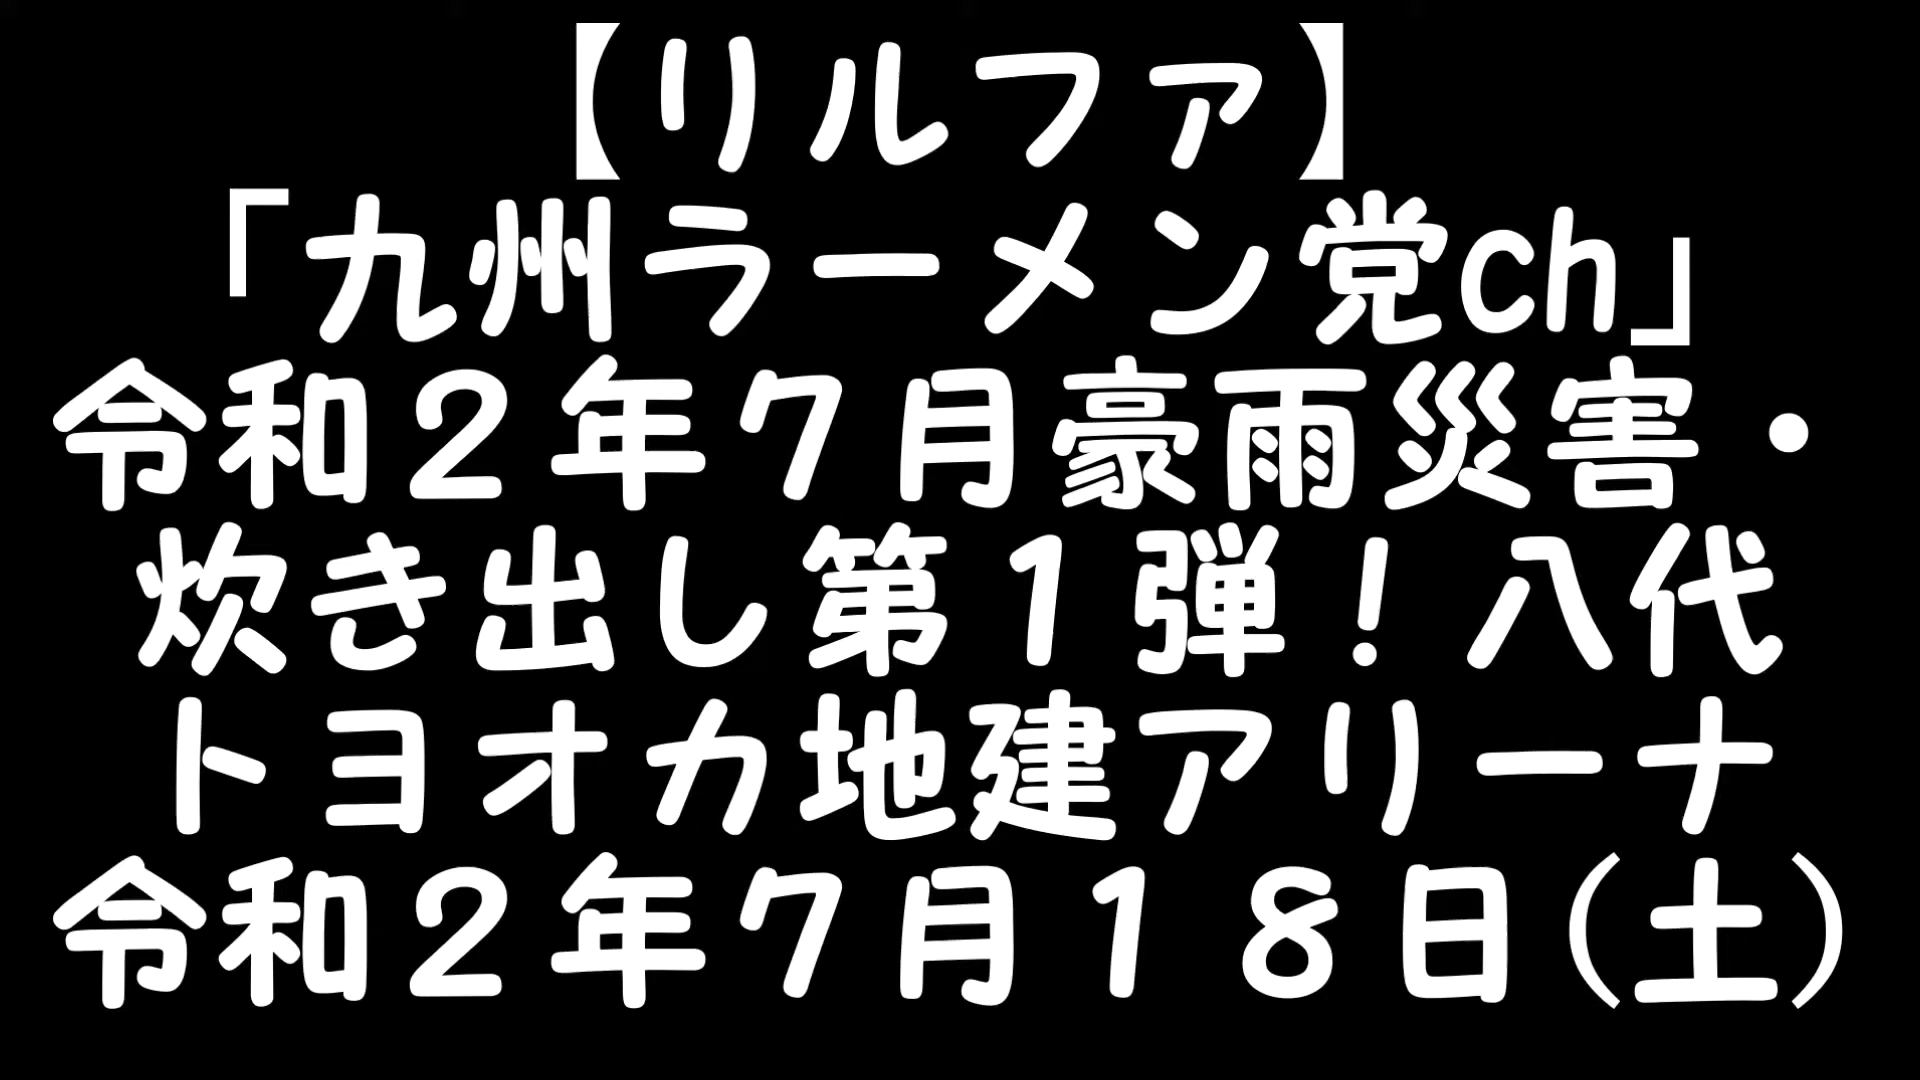 【リルファ】
「九州ラーメン党ch」
令和２年７月豪雨災害・
炊き出し第１弾！八代
トヨオカ地建アリーナ
令和２年７月１８日(土)